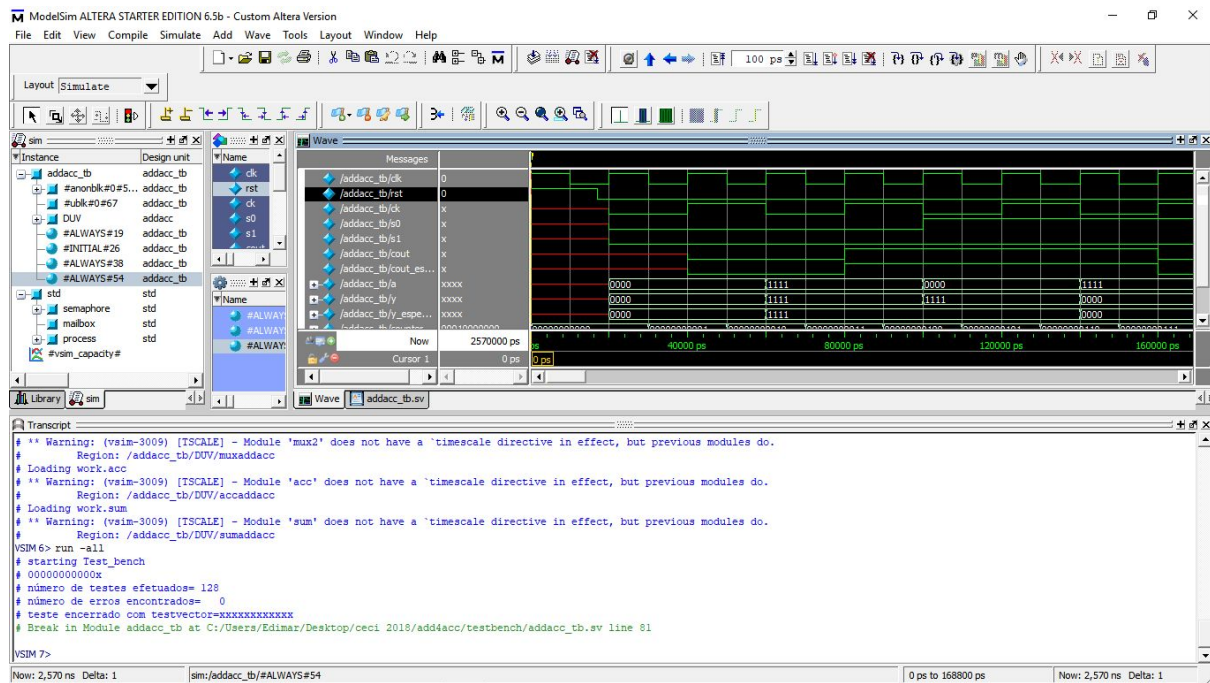 ModelSim ALTERA STARTER EDITION 6.5b - Custom Altera Version
File Edit View Compile Simulate Add Wave Tools Layout Window Help
100 ps
Layout Simulate
sim
Instance Design unit
addacc_tb addacc_tb
#anonblk#0#5... addacc_tb
#ublk#0#67 addacc_tb
DUV addacc
#ALWAYS#19 addacc_tb
#INITIAL#26 addacc_tb
#ALWAYS#38 addacc_tb
#ALWAYS#54 addacc_tb
std std
semaphore std
mailbox std
process std
#vsim_capacity#
Library sim
Name
clk
rst
ck
s0
s1
Name
#ALWAY
#ALWAY
#ALWAY
Wave
Messages
/addacc_tb/clk 0
/addacc_tb/rst 0
/addacc_tb/ck x
/addacc_tb/s0 x
/addacc_tb/s1 x
/addacc_tb/cout x
/addacc_tb/cout_es... x
/addacc_tb/a xxxx 0000 1111 0000 1111
/addacc_tb/y xxxx 0000 1111 1111 0000
/addacc_tb/y_espe... xxxx 0000 1111 0000
Now 2570000 ps 40000 ps 80000 ps 120000 ps 160000 ps
Cursor 1 0 ps 0 ps
Wave addacc_tb.sv
Transcript
# ** Warning: (vsim-3009) [TSCALE] - Module 'mux2' does not have a `timescale directive in effect, but previous modules do.
# Region: /addacc_tb/DUV/muxaddacc
# Loading work.acc
# ** Warning: (vsim-3009) [TSCALE] - Module 'acc' does not have a `timescale directive in effect, but previous modules do.
# Region: /addacc_tb/DUV/accaddacc
# Loading work.sum
# ** Warning: (vsim-3009) [TSCALE] - Module 'sum' does not have a `timescale directive in effect, but previous modules do.
# Region: /addacc_tb/DUV/sumaddacc
VSIM 6> run -all
# starting Test_bench
# 00000000000x
# número de testes efetuados= 128
# número de erros encontrados= 0
# teste encerrado com testvector=xxxxxxxxxxxx
# Break in Module addacc_tb at C:/Users/Edimar/Desktop/ceci 2018/add4acc/testbench/addacc_tb.sv line 81
VSIM 7>
Now: 2,570 ns Delta: 1 sim:/addacc_tb/#ALWAYS#54 0 ps to 168800 ps Now: 2,570 ns Delta: 1